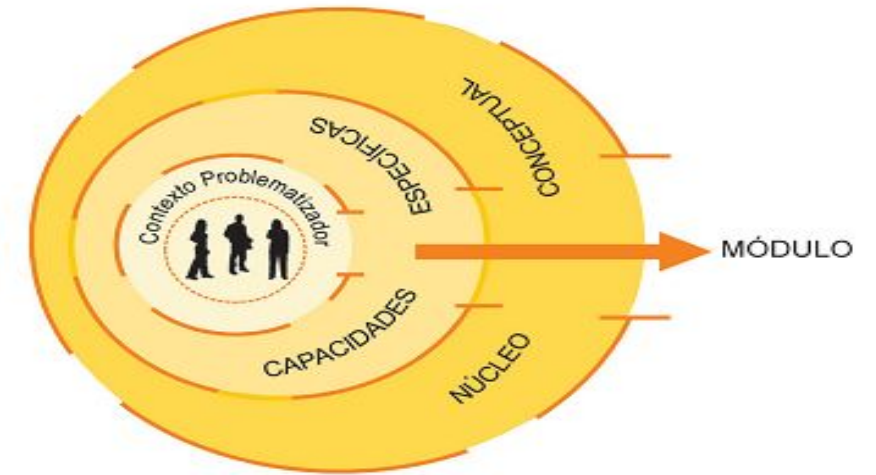 CONCEPTUAL
ESPECÍFICAS
Contexto Problematizador
MÓDULO
CAPACIDADES
NÚCLEO